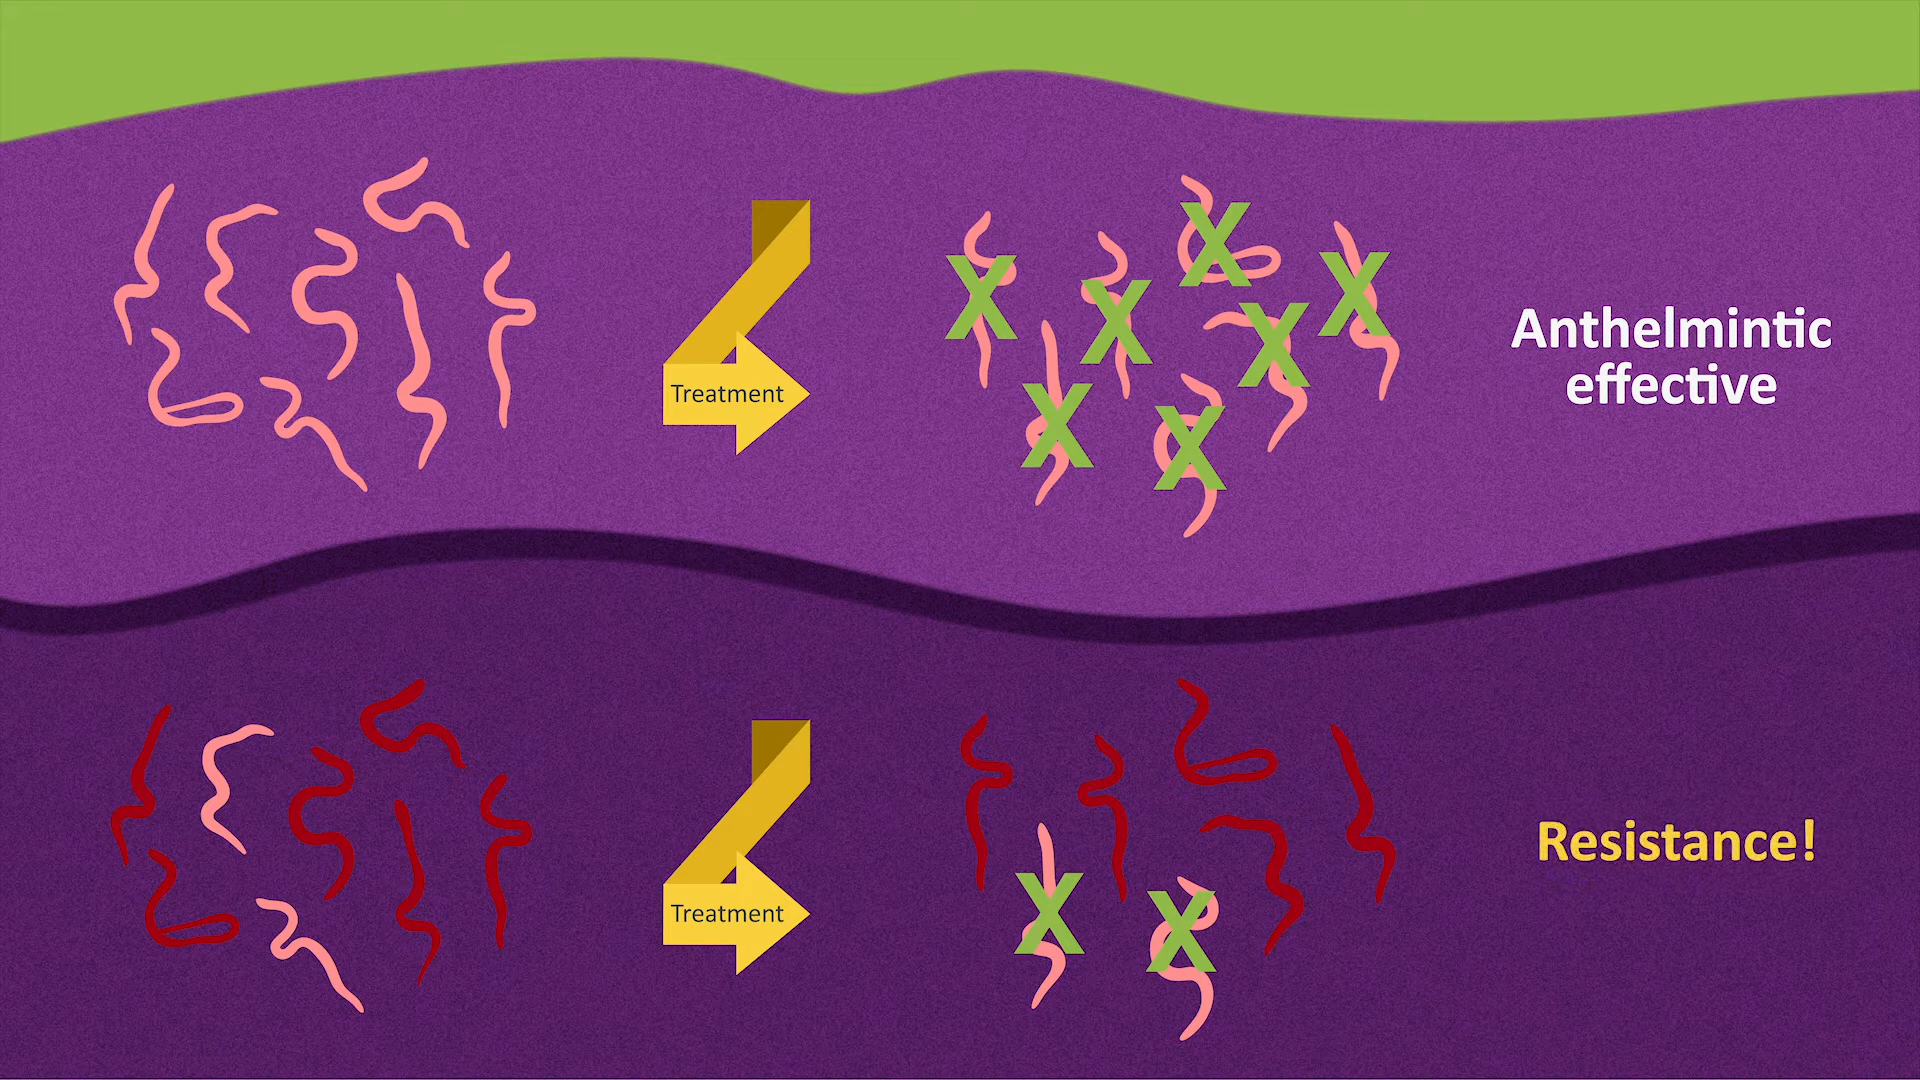 Treatment
Anthelmintic
effective
X
X
X
X
X
X
X
Treatment
Resistance!
X
X